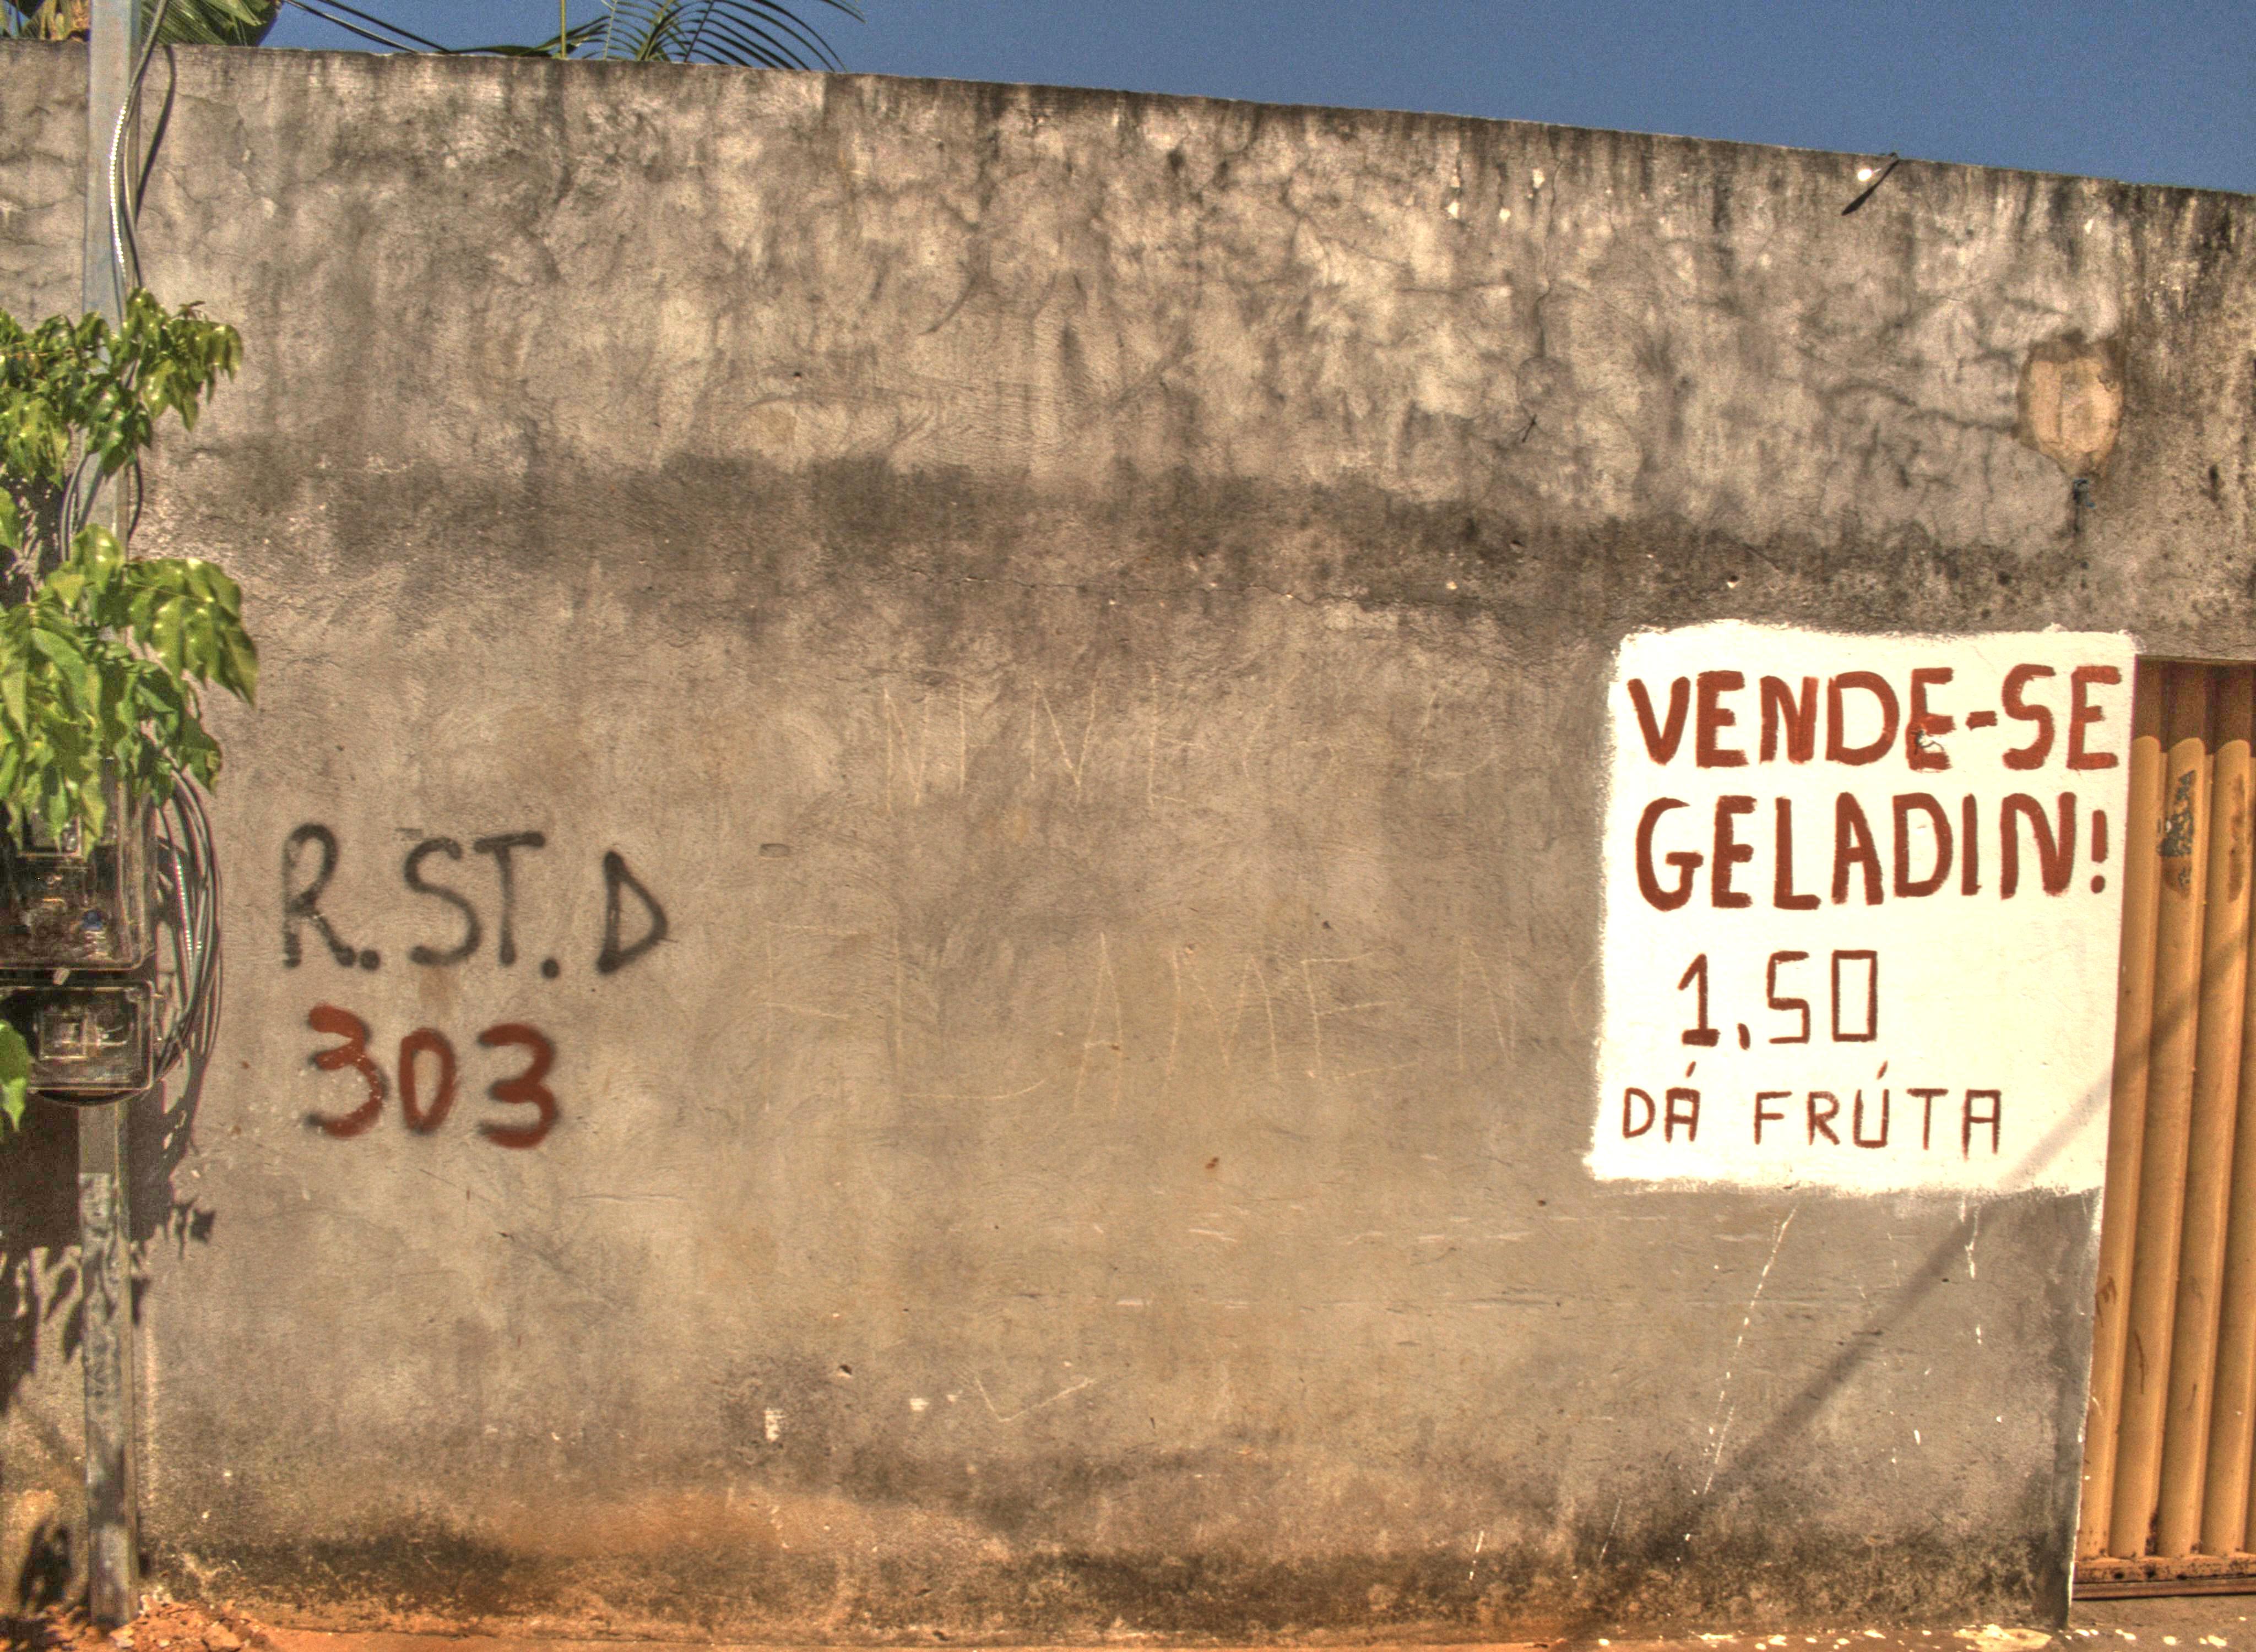 R.ST.D
303
VENDE-SE
GELADIN!
1,50
DÁ FRÚTA